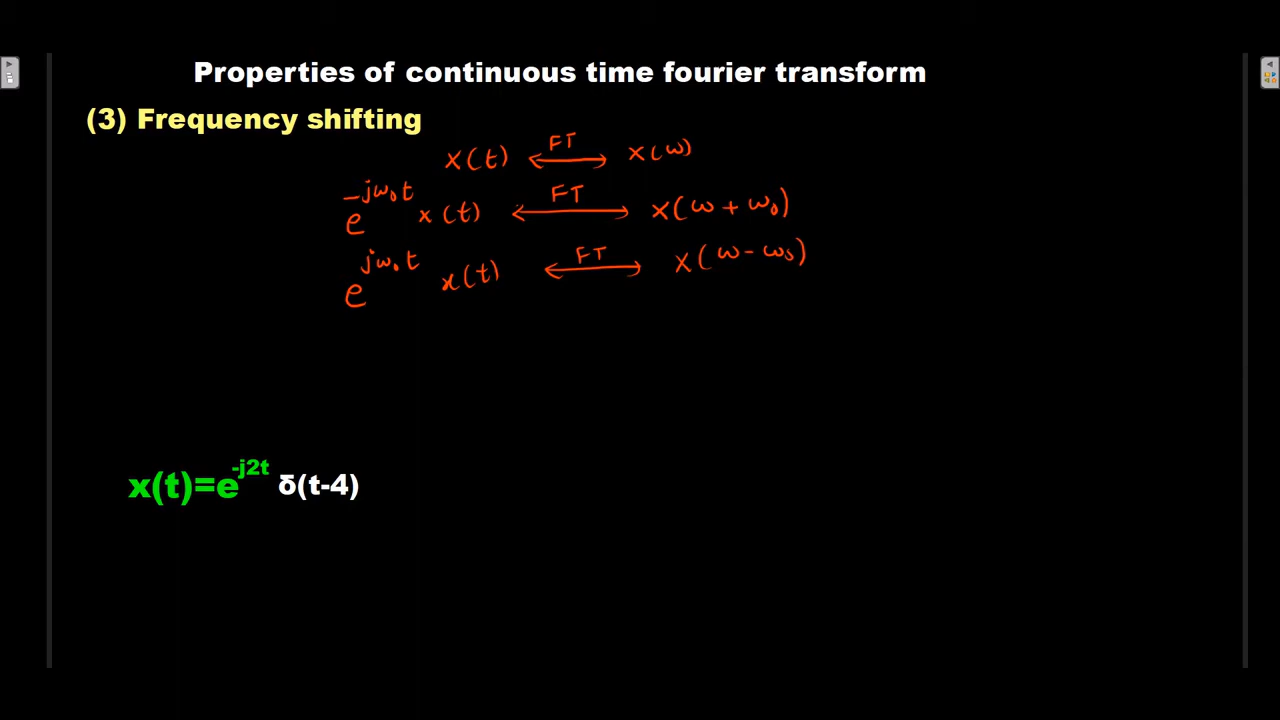 Properties of continuous time fourier transform
(3) Frequency shifting
x(t) ⟷FT x(ω)
e^-jω₀t x(t) ⟷FT x(ω + ω₀)
e^jω₀t x(t) ⟷FT x(ω - ω₀)
x(t)=e^-j2t δ(t-4)